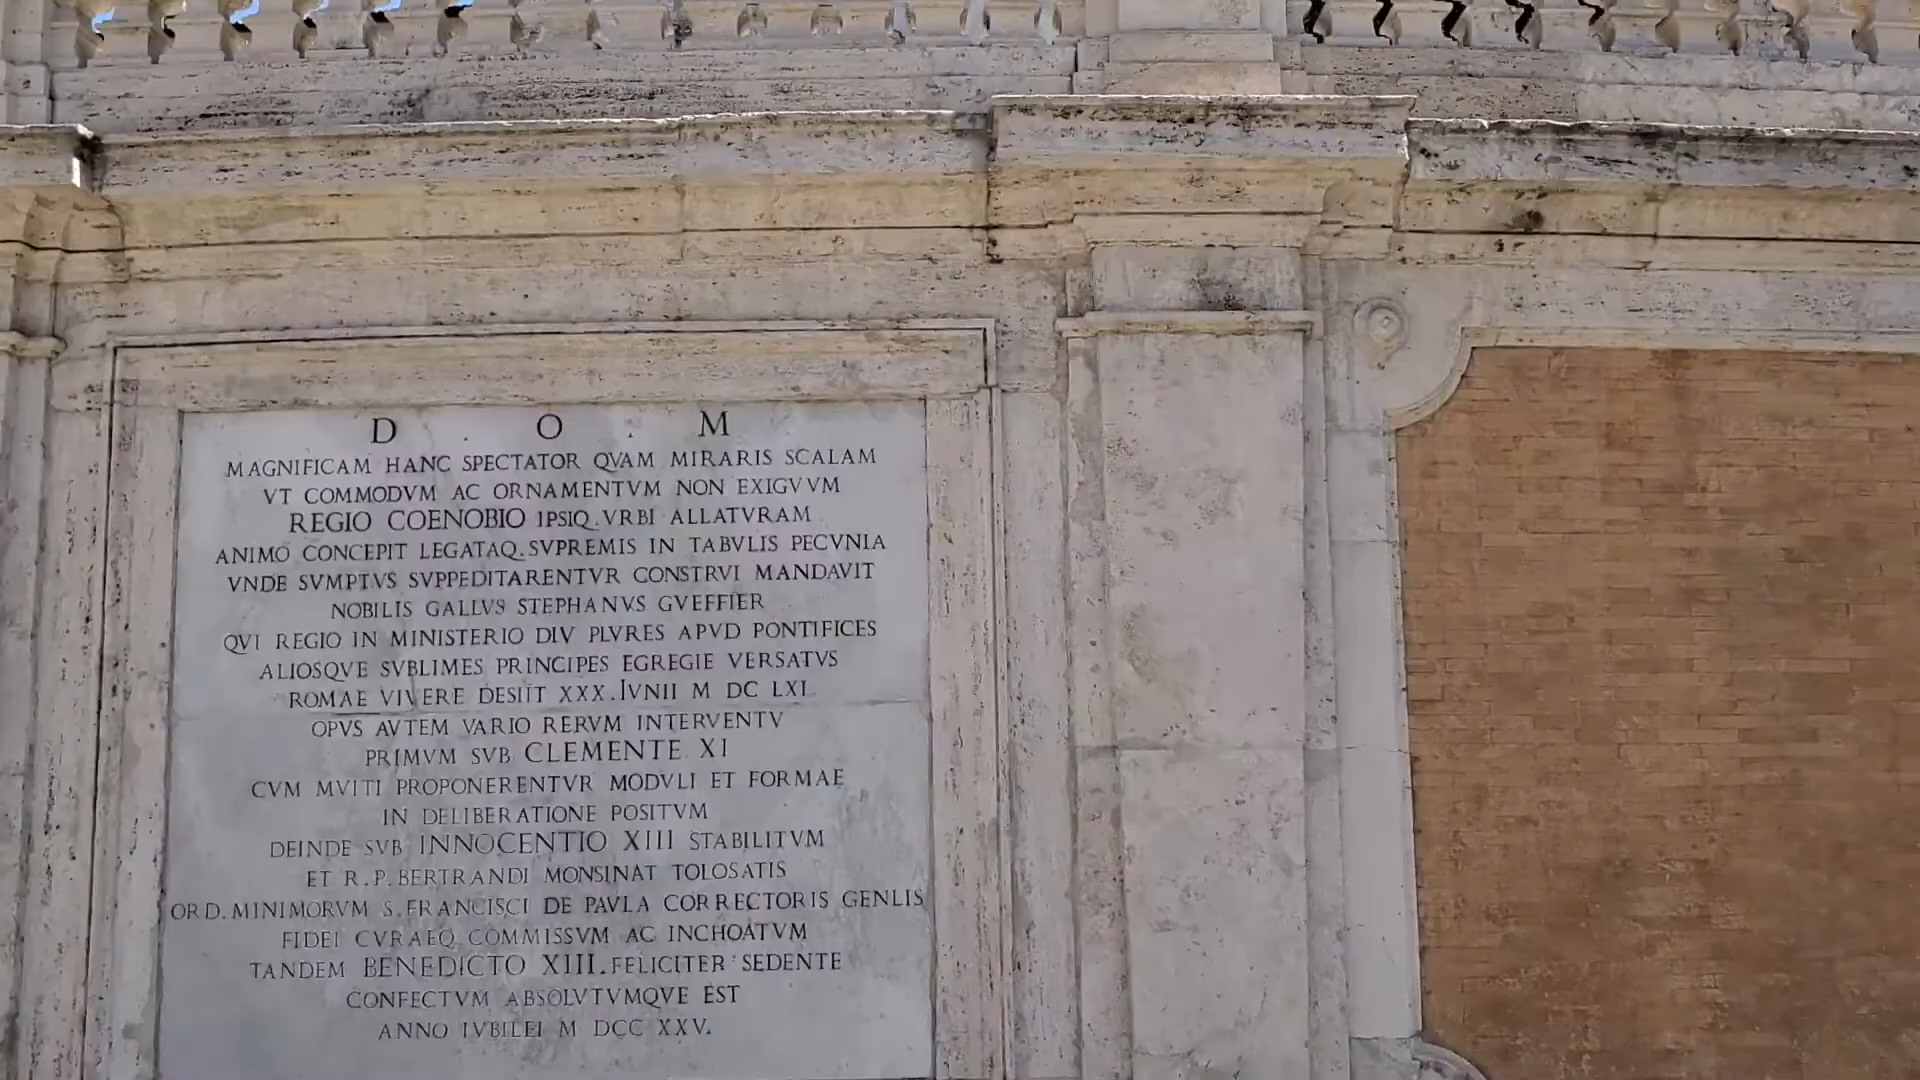 D . O . M
MAGNIFICAM HANC SPECTATOR QVAM MIRARIS SCALAM
VT COMMODVM AC ORNAMENTVM NON EXIGVVM
REGIO COENOBIO IPSIQ.VRBI ALLATVRAM
ANIMO CONCEPIT LEGATAQ.SVPREMIS IN TABVLIS PECVNIA
VNDE SVMPTVS SVPPEDITARENTVR CONSTRVI MANDAVIT
NOBILIS GALLVS STEPHANVS GVEFFIER
QVI REGIO IN MINISTERIO DIV PLVRES APVD PONTIFICES
ALIOSQVE SVBLIMES PRINCIPES EGREGIE VERSATVS
ROMAE VIVERE DESIIT XXX.IVNII M DC LXI
OPVS AVTEM VARIO RERVM INTERVENTV
PRIMVM SVB CLEMENTE XI
CVM MVITI PROPONERENTVR MODVLI ET FORMAE
IN DELIBERATIONE POSITVM
DEINDE SVB INNOCENTIO XIII STABILITVM
ET R.P.BERTRANDI MONSINAT TOLOSATIS
ORD.MINIMORVM S.FRANCISCI DE PAVLA CORRECTORIS GENLIS
FIDEI CVRAEQ.COMMISSVM AC INCHOATVM
TANDEM BENEDICTO XIII.FELICITER SEDENTE
CONFECTVM ABSOLVTVMQVE EST
ANNO IVBILEI M DCC XXV.